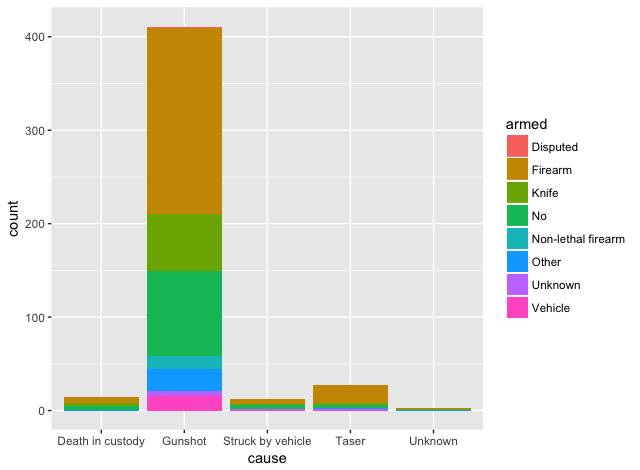 400
300
200
100
0
count
Death in custody
Gunshot
Struck by vehicle
Taser
Unknown
cause
armed
Disputed
Firearm
Knife
No
Non-lethal firearm
Other
Unknown
Vehicle